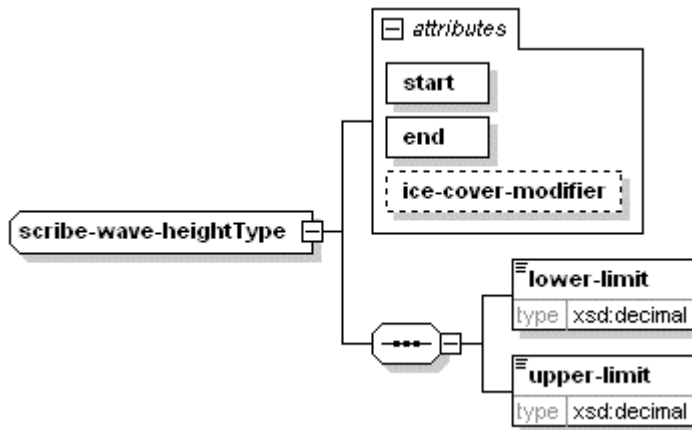 attributes
start
end
ice-cover-modifier
scribe-wave-heightType
lower-limit
type xsd:decimal
upper-limit
type xsd:decimal